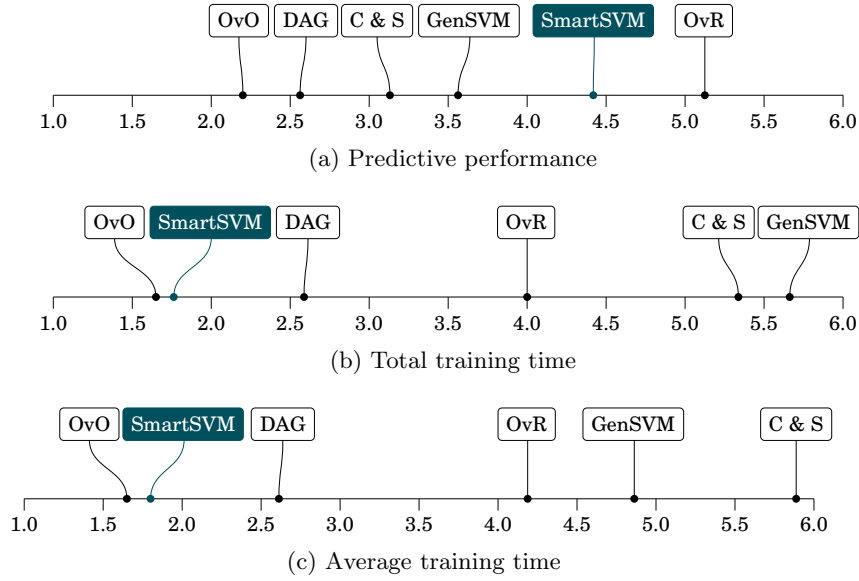 OvO DAG C & S GenSVM SmartSVM OvR
1.0 1.5 2.0 2.5 3.0 3.5 4.0 4.5 5.0 5.5 6.0
(a) Predictive performance
OvO SmartSVM DAG OvR C & S GenSVM
1.0 1.5 2.0 2.5 3.0 3.5 4.0 4.5 5.0 5.5 6.0
(b) Total training time
OvO SmartSVM DAG OvR GenSVM C & S
1.0 1.5 2.0 2.5 3.0 3.5 4.0 4.5 5.0 5.5 6.0
(c) Average training time